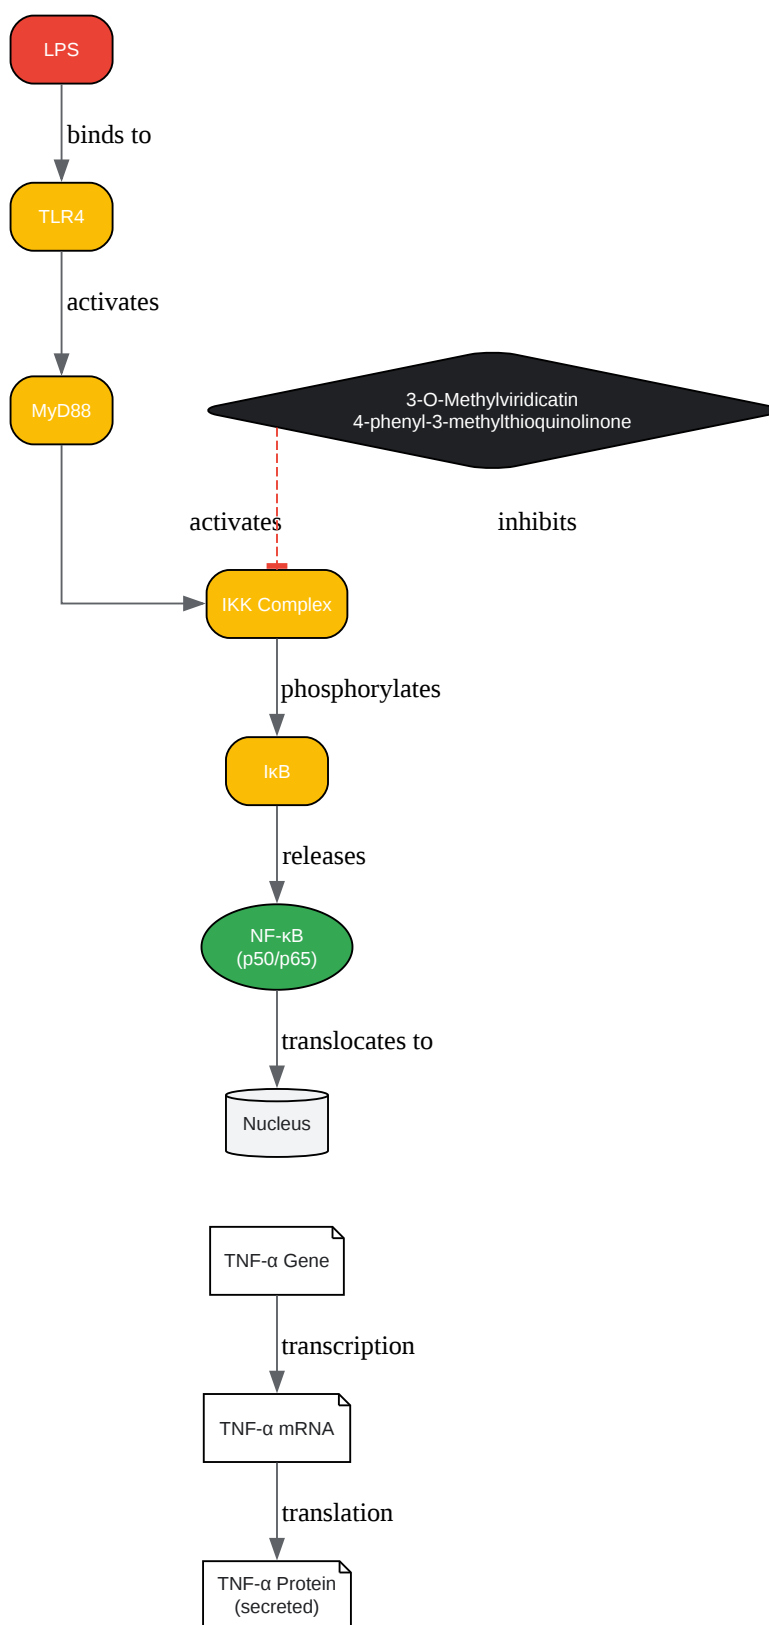 LPS
binds to
TLR4
activates
MyD88
3-O-Methylviridicatin
4-phenyl-3-methylthioquinolinone
activates
inhibits
IKK Complex
phosphorylates
IκB
releases
NF-κB
(p50/p65)
translocates to
Nucleus
TNF-α Gene
transcription
TNF-α mRNA
translation
TNF-α Protein
(secreted)